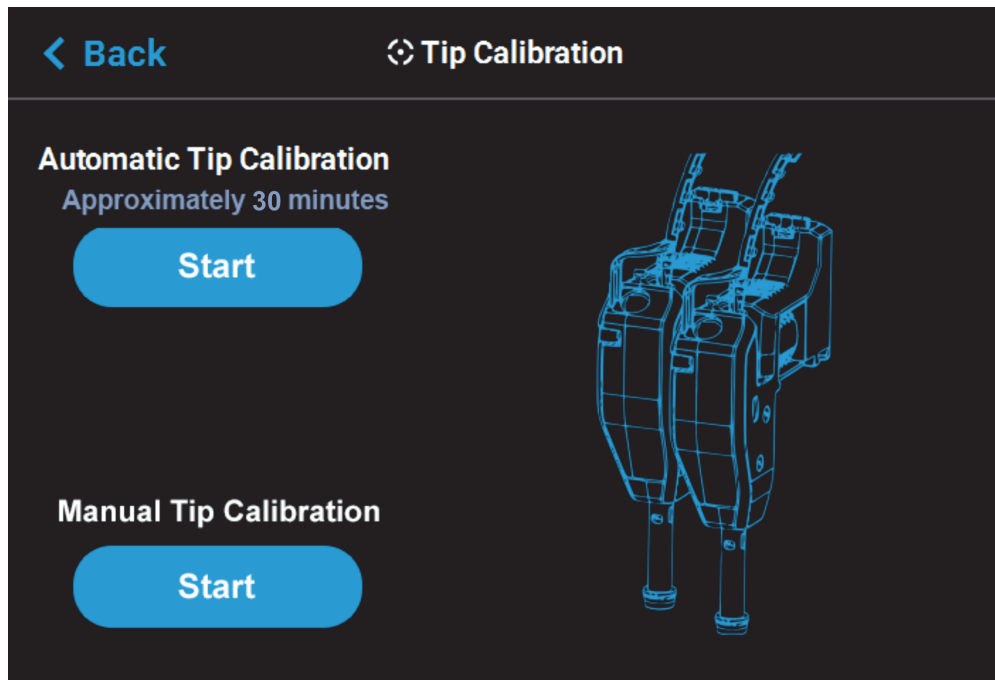 Back
Tip Calibration
Automatic Tip Calibration
Approximately 30 minutes
Start
Manual Tip Calibration
Start